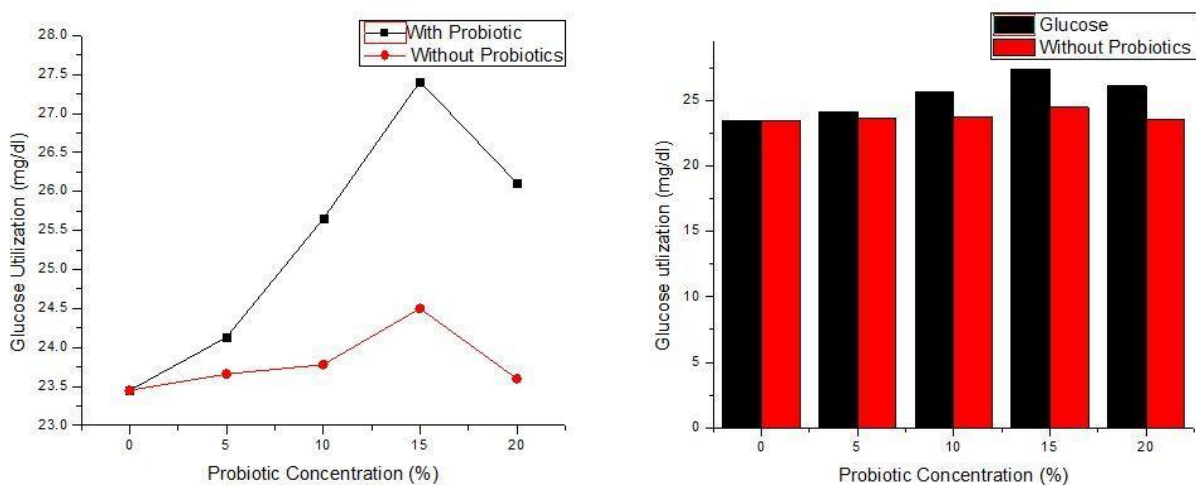 With Probiotic
Without Probiotics
28.0
27.5
27.0
26.5
26.0
25.5
25.0
24.5
24.0
23.5
23.0
Glucose Utilization (mg/dl)
0 5 10 15 20
Probiotic Concentration (%)
Glucose
Without Probiotics
25
20
15
10
5
0
Glucose utlization (mg/dl)
0 5 10 15 20
Probiotic Concentration (%)